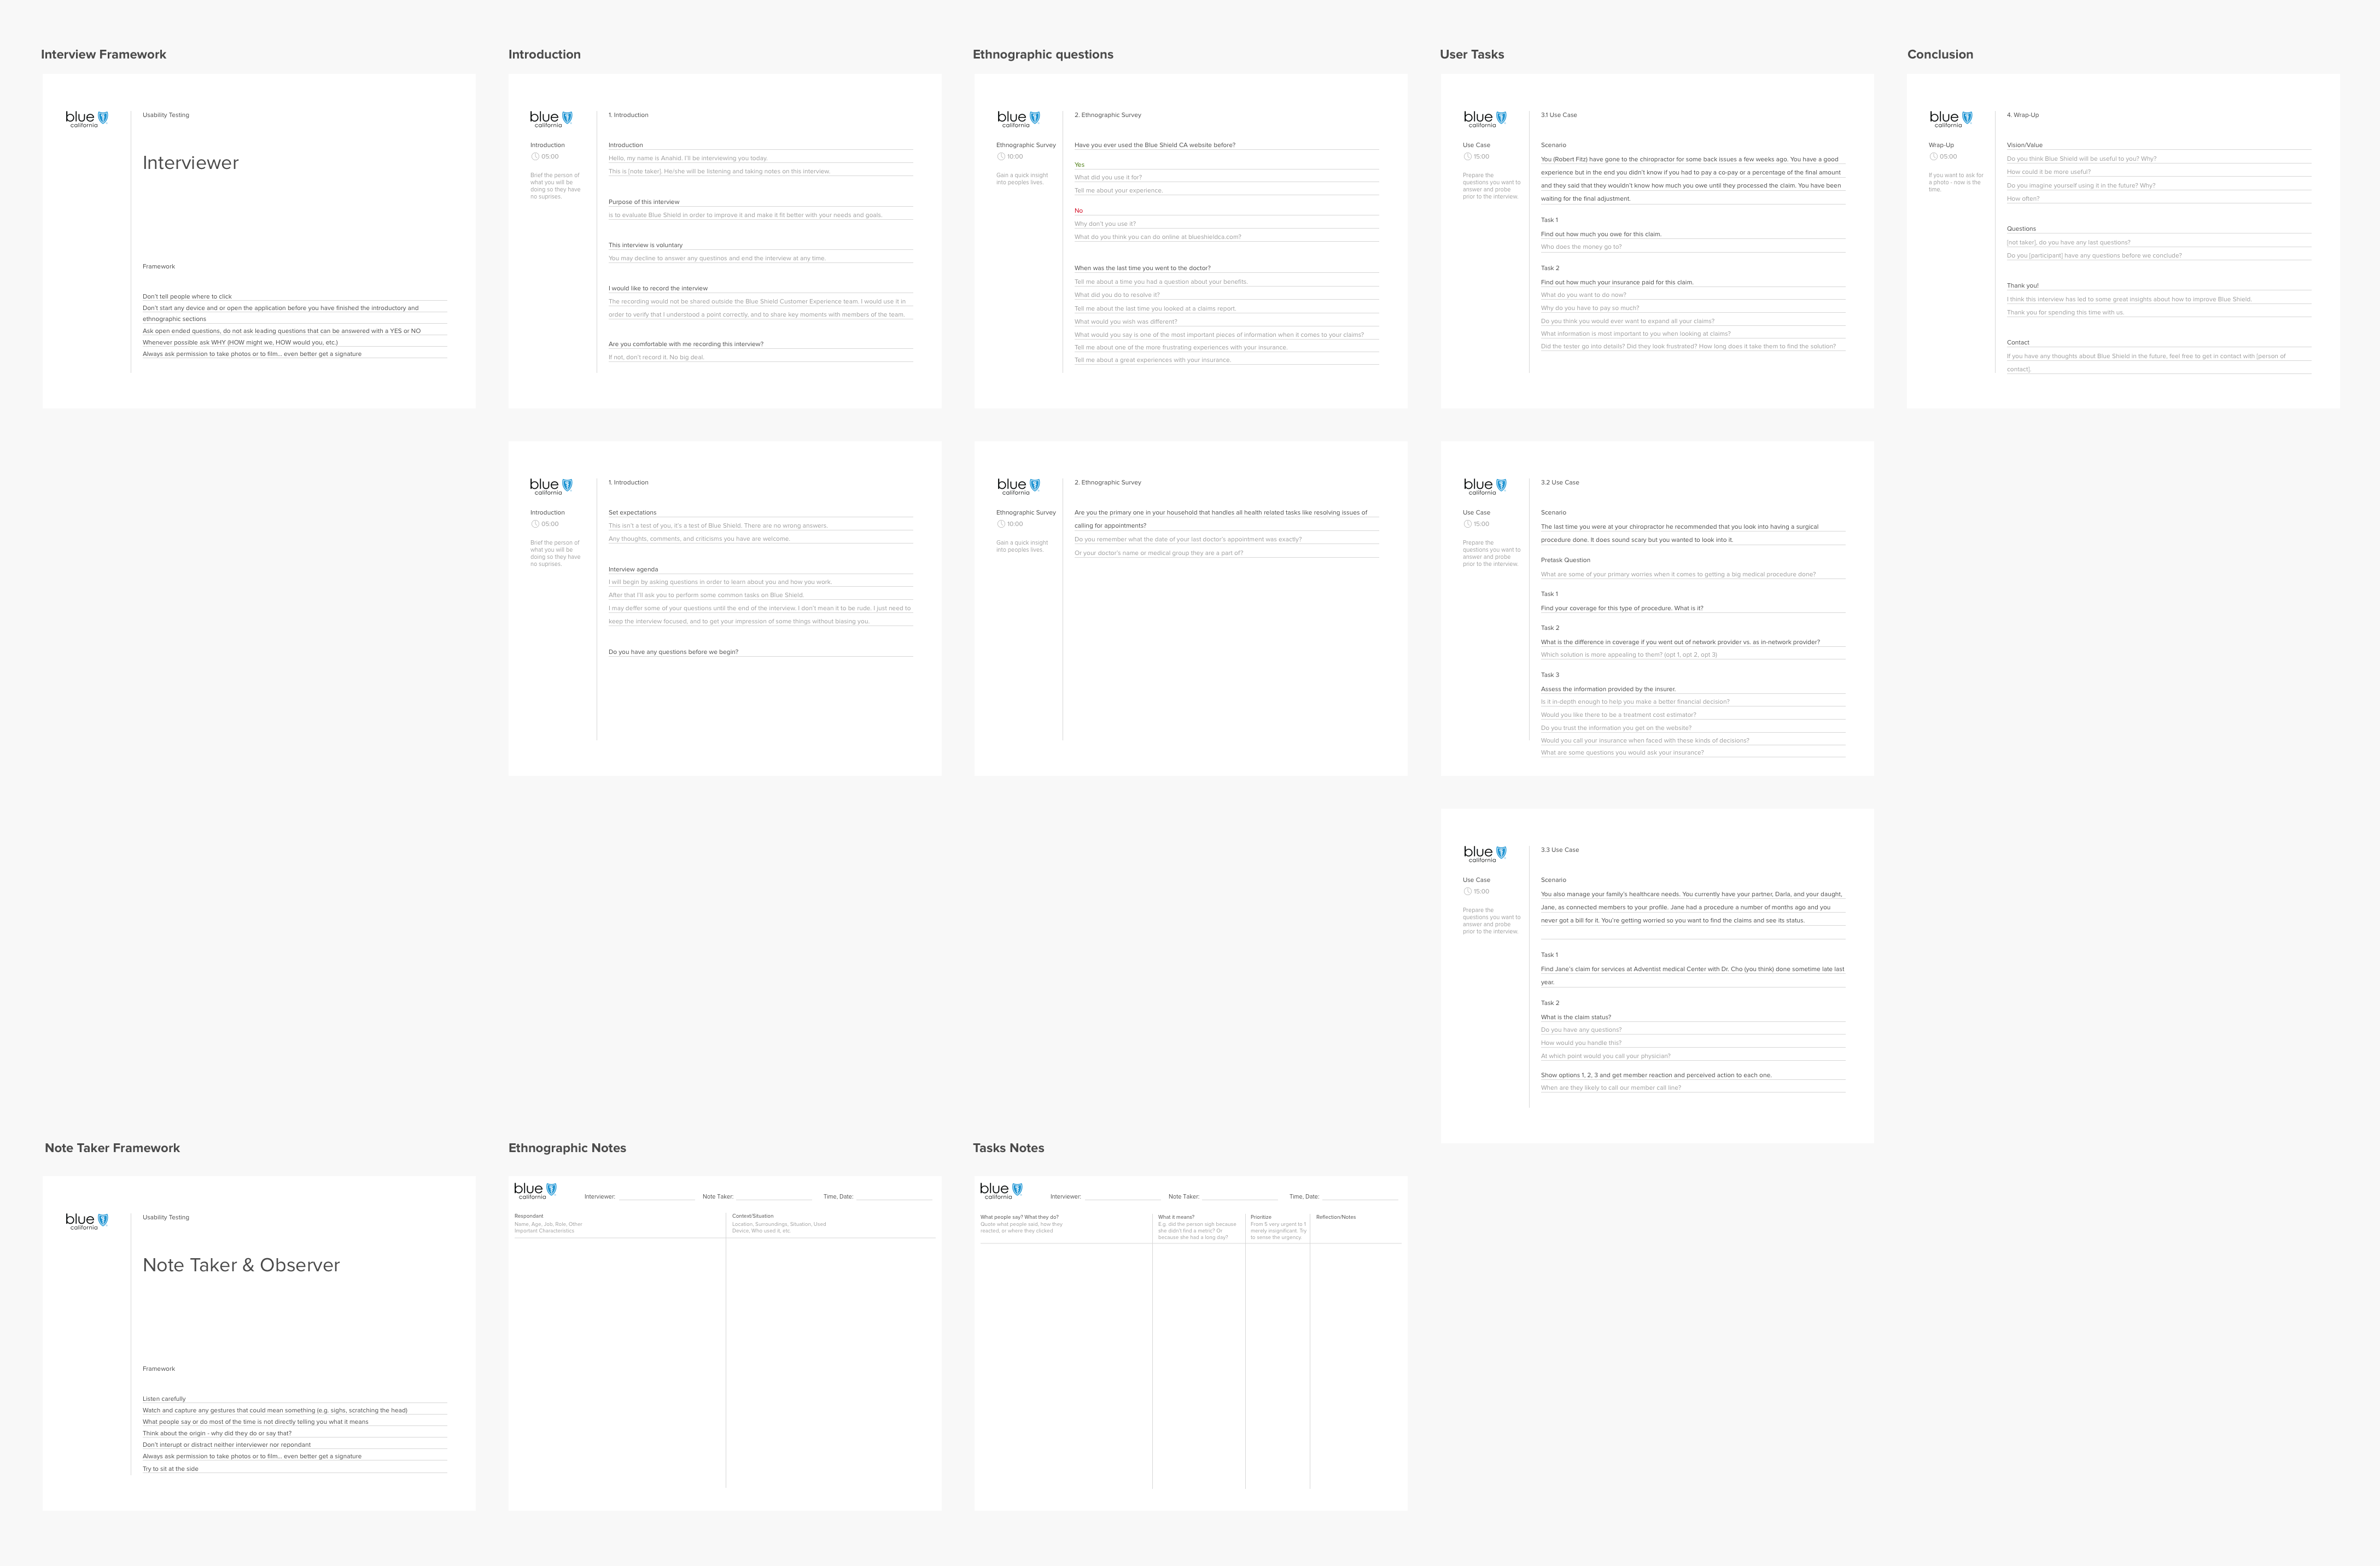 Interview Framework
blue
california
Usability Testing
Interviewer
Framework
Don't tell people where to click
Don't start any device and or open the application before you have finished the introductory and
ethnographic sections
Ask open ended questions, do not ask leading questions that can be answered with a YES or NO
Whenever possible ask WHY (HOW might we, HOW would you, etc.)
Always ask permission to take photos or to film... even better get a signature
Introduction
blue
california
Introduction
05:00
Brief the person of
what you will be
doing so they have
no suprises.
1. Introduction
Introduction
Hello, my name is Anahid. I'll be interviewing you today.
This is [note taker]. He/she will be listening and taking notes on this interview.
Purpose of this interview
is to evaluate Blue Shield in order to improve it and make it fit better with your needs and goals.
This interview is voluntary
You may decline to answer any questinos and end the interview at any time.
I would like to record the interview
The recording would not be shared outside the Blue Shield Customer Experience team. I would use it in
order to verify that I understood a point correctly, and to share key moments with members of the team.
Are you comfortable with me recording this interview?
If not, don't record it. No big deal.
blue
california
Introduction
05:00
Brief the person of
what you will be
doing so they have
no suprises.
1. Introduction
Set expectations
This isn't a test of you, it's a test of Blue Shield. There are no wrong answers.
Any thoughts, comments, and criticisms you have are welcome.
Interview agenda
I will begin by asking questions in order to learn about you and how you work.
After that I'll ask you to perform some common tasks on Blue Shield.
I may deffer some of your questions until the end of the interview. I don't mean it to be rude. I just need to
keep the interview focused, and to get your impression of some things without biasing you.
Do you have any questions before we begin?
Ethnographic questions
blue
california
Ethnographic Survey
10:00
Gain a quick insight
into peoples lives.
2. Ethnographic Survey
Have you ever used the Blue Shield CA website before?
Yes
What did you use it for?
Tell me about your experience.
No
Why don't you use it?
What do you think you can do online at blueshieldca.com?
When was the last time you went to the doctor?
Tell me about a time you had a question about your benefits.
What did you do to resolve it?
Tell me about the last time you looked at a claims report.
What would you wish was different?
What would you say is one of the most important pieces of information when it comes to your claims?
Tell me about one of the more frustrating experiences with your insurance.
Tell me about a great experiences with your insurance.
blue
california
Ethnographic Survey
10:00
Gain a quick insight
into peoples lives.
2. Ethnographic Survey
Are you the primary one in your household that handles all health related tasks like resolving issues of
calling for appointments?
Do you remember what the date of your last doctor's appointment was exactly?
Or your doctor's name or medical group they are a part of?
User Tasks
blue
california
Use Case
15:00
Prepare the
questions you want to
answer and probe
prior to the interview.
3.1 Use Case
Scenario
You (Robert Fitz) have gone to the chiropractor for some back issues a few weeks ago. You have a good
experience but in the end you didn't know if you had to pay a co-pay or a percentage of the final amount
and they said that they wouldn't know how much you owe until they processed the claim. You have been
waiting for the final adjustment.
Task 1
Find out how much you owe for this claim.
Who does the money go to?
Task 2
Find out how much your insurance paid for this claim.
What do you want to do now?
Why do you have to pay so much?
Do you think you would ever want to expand all your claims?
What information is most important to you when looking at claims?
Did the tester go into details? Did they look frustrated? How long does it take them to find the solution?
blue
california
Use Case
15:00
Prepare the
questions you want to
answer and probe
prior to the interview.
3.2 Use Case
Scenario
The last time you were at your chiropractor he recommended that you look into having a surgical
procedure done. It does sound scary but you wanted to look into it.
Pretask Question
What are some of your primary worries when it comes to getting a big medical procedure done?
Task 1
Find your coverage for this type of procedure. What is it?
Task 2
What is the difference in coverage if you went out of network provider vs. as in-network provider?
Which solution is more appealing to them? (opt 1, opt 2, opt 3)
Task 3
Assess the information provided by the insurer.
Is it in-depth enough to help you make a better financial decision?
Would you like there to be a treatment cost estimator?
Do you trust the information you get on the website?
Would you call your insurance when faced with these kinds of decisions?
What are some questions you would ask your insurance?
blue
california
Use Case
15:00
Prepare the
questions you want to
answer and probe
prior to the interview.
3.3 Use Case
Scenario
You also manage your family's healthcare needs. You currently have your partner, Darla, and your daught,
Jane, as connected members to your profile. Jane had a procedure a number of months ago and you
never got a bill for it. You're getting worried so you want to find the claims and see its status.
Task 1
Find Jane's claim for services at Adventist medical Center with Dr. Cho (you think) done sometime late last
year.
Task 2
What is the claim status?
Do you have any questions?
How would you handle this?
At which point would you call your physician?
Show options 1, 2, 3 and get member reaction and perceived action to each one.
When are they likely to call our member call line?
Conclusion
blue
california
Wrap-Up
05:00
If you want to ask for
a photo - now is the
time.
4. Wrap-Up
Vision/Value
Do you think Blue Shield will be useful to you? Why?
How could it be more useful?
Do you imagine yourself using it in the future? Why?
How often?
Questions
[not taker], do you have any last questions?
Do you [participant] have any questions before we conclude?
Thank you!
I think this interview has led to some great insights about how to improve Blue Shield.
Thank you for spending this time with us.
Contact
If you have any thoughts about Blue Shield in the future, feel free to get in contact with [person of
contact].
Note Taker Framework
blue
california
Usability Testing
Note Taker & Observer
Framework
Listen carefully
Watch and capture any gestures that could mean something (e.g. sighs, scratching the head)
What people say or do most of the time is not directly telling you what it means
Think about the origin - why did they do or say that?
Don't interupt or distract neither interviewer nor repondant
Always ask permission to take photos or to film... even better get a signature
Try to sit at the side
Ethnographic Notes
blue
california
Interviewer:
Note Taker:
Time, Date:
Respondant
Name, Age, Job, Role, Other
Important Characteristics
Context/Situation
Location, Surroundings, Situation, Used
Device, Who used it, etc.
Tasks Notes
blue
california
Interviewer:
Note Taker:
Time, Date:
What people say? What they do?
Quote what people said, how they
reacted, or where they clicked
What it means?
E.g. did the person sigh because
she didn't find a metric? Or
because she had a long day?
Prioritize
From 5 very urgent to 1
merely magnificent. Try
to sense the urgency.
Reflection/Notes